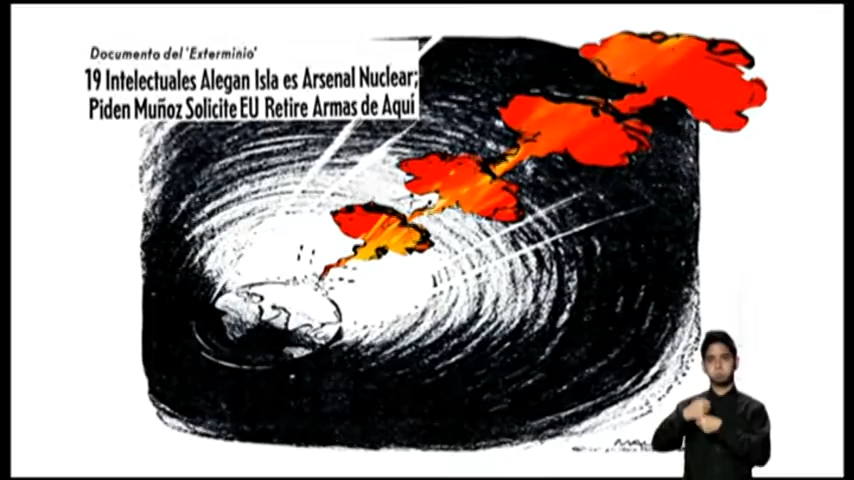 Documento del 'Exterminio'
19 Intelectuales Alegan Isla es Arsenal Nuclear;
Piden Muñoz Solicite EU Retire Armas de Aquí